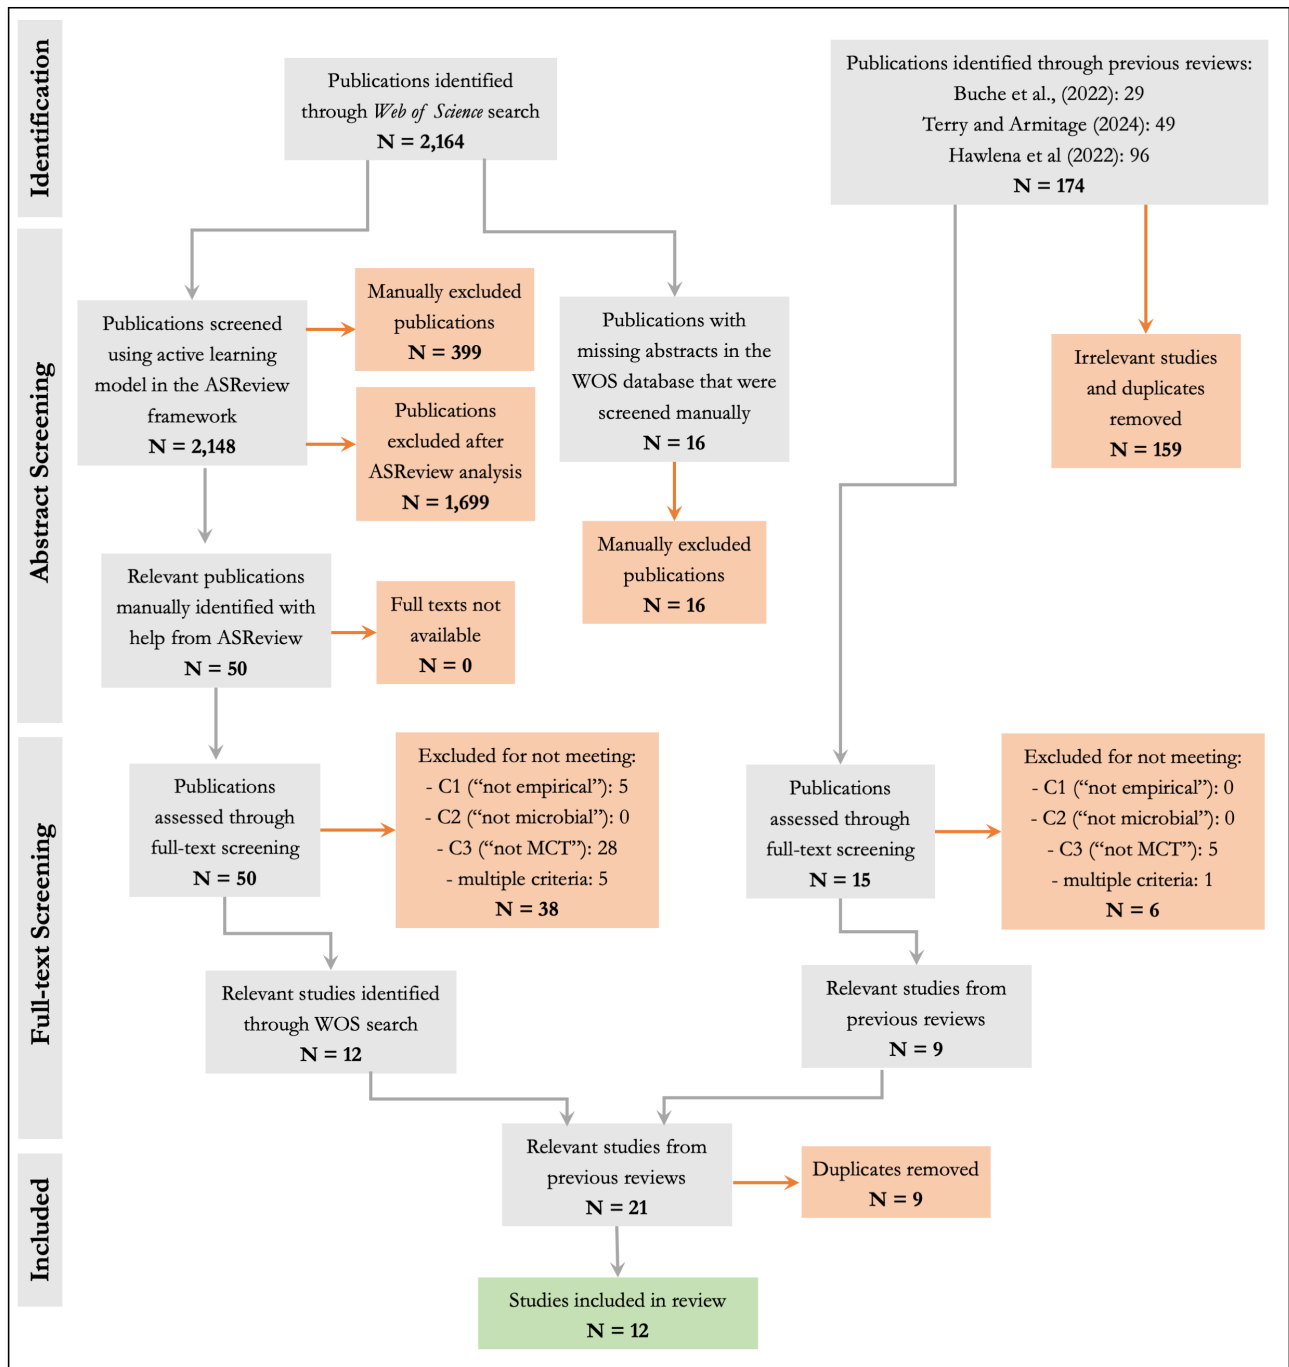 Identification
Publications identified
through Web of Science search
N = 2,164
Publications identified through previous reviews:
Buche et al., (2022): 29
Terry and Armitage (2024): 49
Hawlena et al (2022): 96
N = 174
Abstract Screening
Publications screened
using active learning
model in the ASReview
framework
N = 2,148
Manually excluded
publications
N = 399
Publications
excluded after
ASReview analysis
N = 1,699
Publications with
missing abstracts in the
WOS database that were
screened manually
N = 16
Manually excluded
publications
N = 16
Irrelevant studies
and duplicates
removed
N = 159
Relevant publications
manually identified with
help from ASReview
N = 50
Full texts not
available
N = 0
Full-text Screening
Publications
assessed through
full-text screening
N = 50
Excluded for not meeting:
- C1 (“not empirical”): 5
- C2 (“not microbial”): 0
- C3 (“not MCT”): 28
- multiple criteria: 5
N = 38
Publications
assessed through
full-text screening
N = 15
Excluded for not meeting:
- C1 (“not empirical”): 0
- C2 (“not microbial”): 0
- C3 (“not MCT”): 5
- multiple criteria: 1
N = 6
Relevant studies identified
through WOS search
N = 12
Relevant studies from
previous reviews
N = 9
Included
Relevant studies from
previous reviews
N = 21
Duplicates removed
N = 9
Studies included in review
N = 12